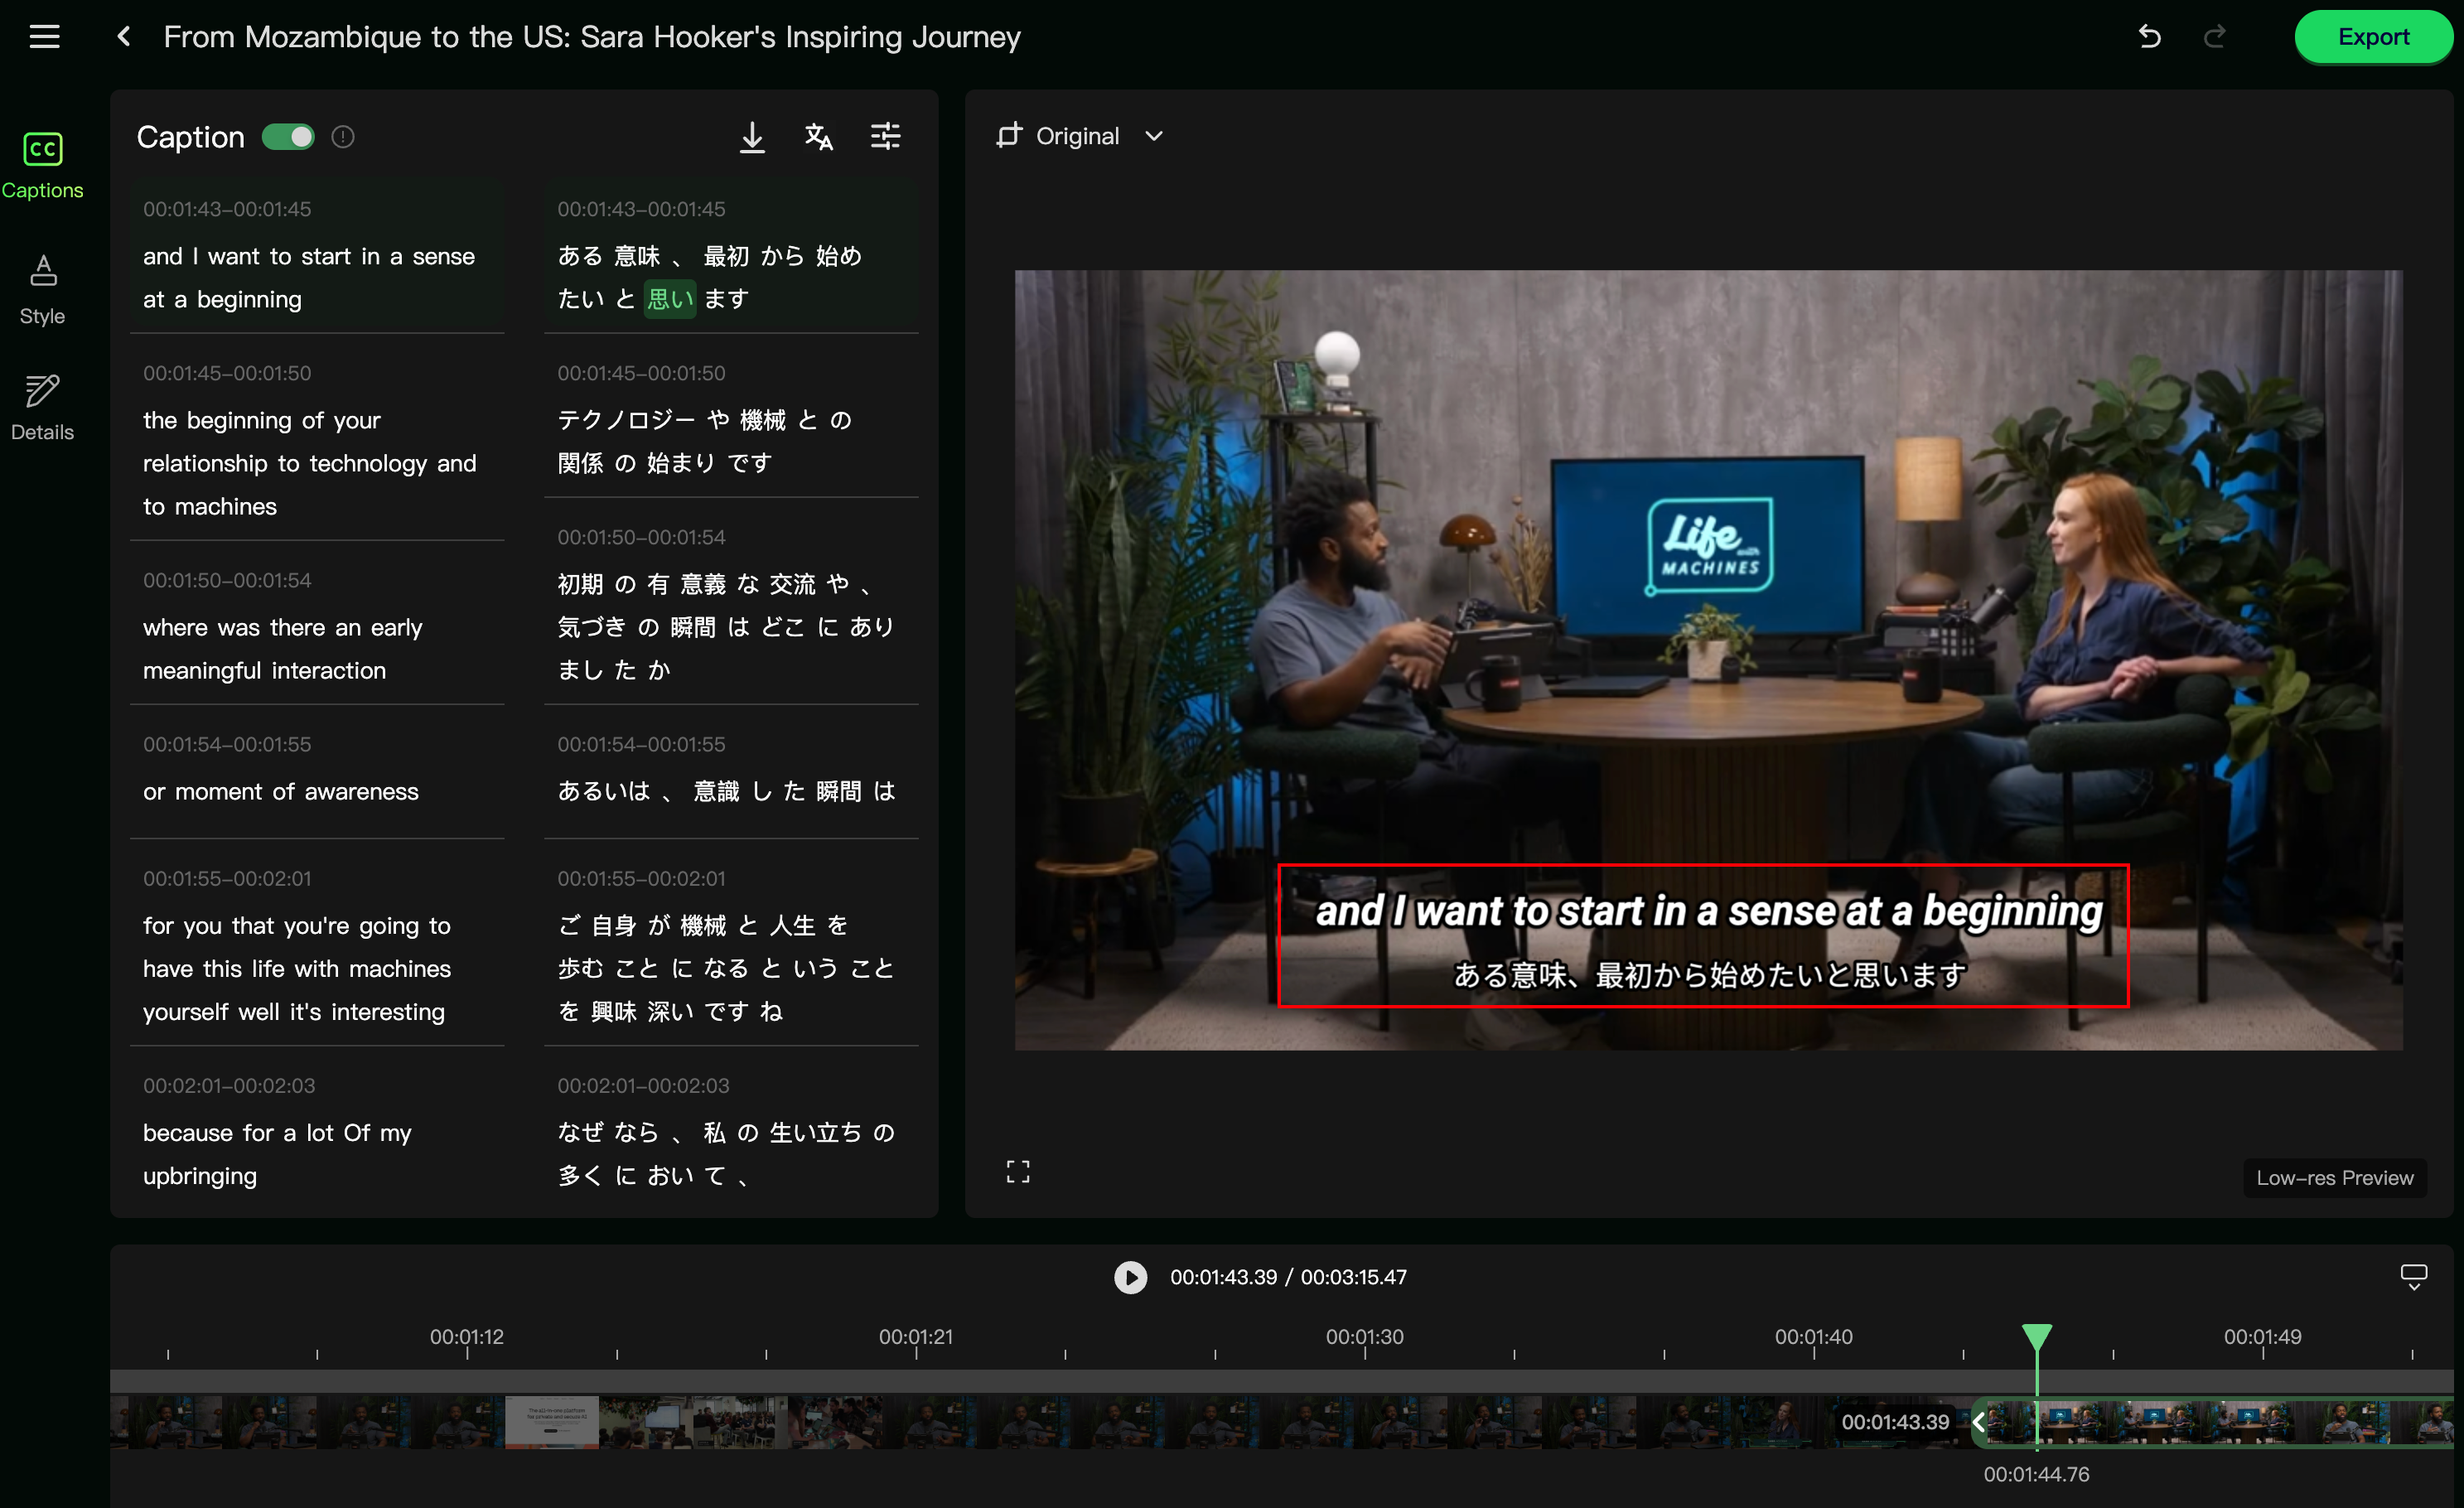 From Mozambique to the US: Sara Hooker's Inspiring Journey
Export
Captions
Style
Details
Caption
00:01:43–00:01:45
and I want to start in a sense
at a beginning
00:01:45–00:01:50
the beginning of your
relationship to technology and
to machines
00:01:50–00:01:54
where was there an early
meaningful interaction
00:01:54–00:01:55
or moment of awareness
00:01:55–00:02:01
for you that you're going to
have this life with machines
yourself well it's interesting
00:02:01–00:02:03
because for a lot Of my
upbringing
00:01:43–00:01:45
ある 意味 、 最初 から 始め
たい と 思い ます
00:01:45–00:01:50
テクノロジー や 機械 と の
関係 の 始まり です
00:01:50–00:01:54
初期 の 有 意義 な 交流 や 、
気づき の 瞬間 は どこ に あり
まし た か
00:01:54–00:01:55
あるいは 、 意識 し た 瞬間 は
00:01:55–00:02:01
ご 自身 が 機械 と 人生 を
歩む こと に なる と いう こと
を 興味 深い です ね
00:02:01–00:02:03
なぜ なら 、 私 の 生い立ち の
多く に おい て 、
Original
Life
with
MACHINES
and I want to start in a sense at a beginning
ある意味、最初から始めたいと思います
Low-res Preview
00:01:43.39 / 00:03:15.47
00:01:12
00:01:21
00:01:30
00:01:40
00:01:49
00:01:43.39
00:01:44.76